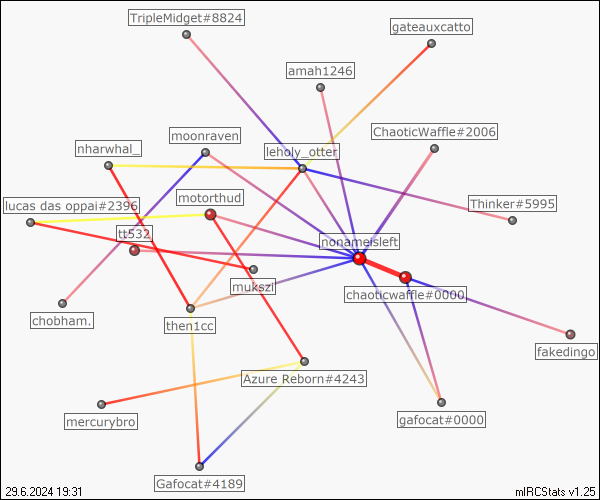 TripleMidget#8824
gateauxcatto
amah1246
ChaoticWaffle#2006
moonraven
nharwhal_
leholy_otter
motorthud
lucas das oppai#2396
Thinker#5995
tt532
nonameisleft
mukszi
chaoticwaffle#0000
chobham.
then1cc
fakedingo
Azure Reborn#4243
mercurybro
gafocat#0000
Gafocat#4189
29.6.2024 19:31
mIRCStats v1.25